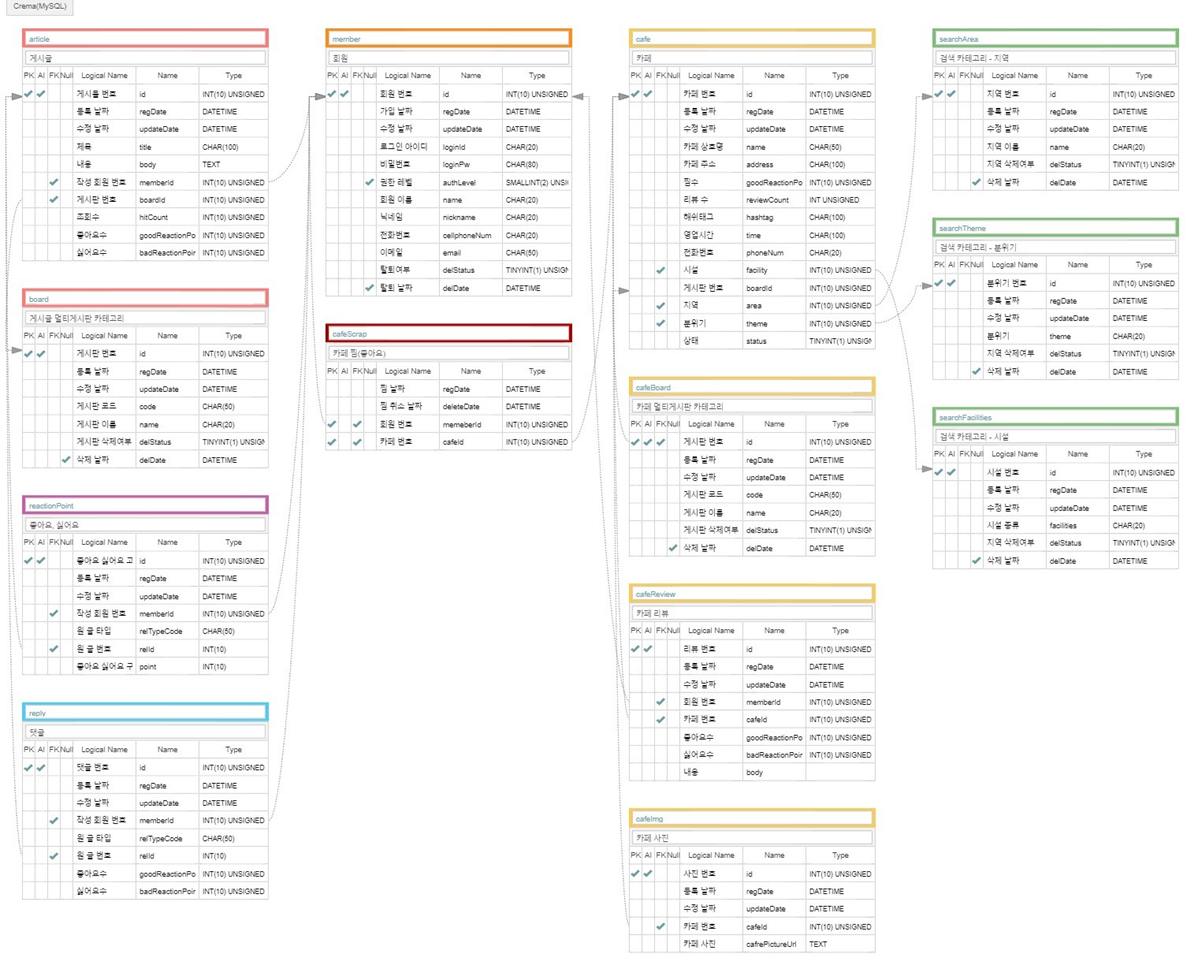 Crema(MySQL)
article
게시글
PK AI FK Null Logical Name Name Type
게시물 번호 id INT(10) UNSIGNED
등록 날짜 regDate DATETIME
수정 날짜 updateDate DATETIME
제목 title CHAR(100)
내용 body TEXT
작성 회원 번호 memberId INT(10) UNSIGNED
게시판 번호 boardId INT(10) UNSIGNED
조회수 hitCount INT(10) UNSIGNED
좋아요수 goodReactionPo INT(10) UNSIGNED
싫어요수 badReactionPoir INT(10) UNSIGNED
board
게시글 멀티게시판 카테고리
PK AI FK Null Logical Name Name Type
게시판 번호 id INT(10) UNSIGNED
등록 날짜 regDate DATETIME
수정 날짜 updateDate DATETIME
게시판 코드 code CHAR(50)
게시판 이름 name CHAR(20)
게시판 삭제여부 delStatus TINYINT(1) UNSIGN
삭제 날짜 delDate DATETIME
reactionPoint
좋아요, 싫어요
PK AI FK Null Logical Name Name Type
좋아요 싫어요 고 id INT(10) UNSIGNED
등록 날짜 regDate DATETIME
수정 날짜 updateDate DATETIME
작성 회원 번호 memberId INT(10) UNSIGNED
원 글 타입 relTypeCode CHAR(50)
원 글 번호 relId INT(10)
좋아요 싫어요 구 point INT(10)
reply
댓글
PK AI FK Null Logical Name Name Type
댓글 번호 id INT(10) UNSIGNED
등록 날짜 regDate DATETIME
수정 날짜 updateDate DATETIME
작성 회원 번호 memberId INT(10) UNSIGNED
원 글 타입 relTypeCode CHAR(50)
원 글 번호 relId INT(10)
좋아요수 goodReactionPo INT(10) UNSIGNED
싫어요수 badReactionPoir INT(10) UNSIGNED
member
회원
PK AI FK Null Logical Name Name Type
회원 번호 id INT(10) UNSIGNED
가입 날짜 regDate DATETIME
수정 날짜 updateDate DATETIME
로그인 아이디 loginId CHAR(20)
비밀번호 loginPw CHAR(80)
권한 레벨 authLevel SMALLINT(2) UNSI
회원 이름 name CHAR(20)
닉네임 nickname CHAR(20)
전화번호 cellphoneNum CHAR(20)
이메일 email CHAR(50)
탈퇴여부 delStatus TINYINT(1) UNSIGN
탈퇴 날짜 delDate DATETIME
cafeScrap
카페 찜(좋아요)
PK AI FK Null Logical Name Name Type
찜 날짜 regDate DATETIME
찜 취소 날짜 deleteDate DATETIME
회원 번호 memeberId INT(10) UNSIGNED
카페 번호 cafeId INT(10) UNSIGNED
cafe
카페
PK AI FK Null Logical Name Name Type
카페 번호 id INT(10) UNSIGNED
등록 날짜 regDate DATETIME
수정 날짜 updateDate DATETIME
카페 상호명 name CHAR(50)
카페 주소 address CHAR(100)
찜수 goodReactionPo INT(10) UNSIGNED
리뷰 수 reviewCount INT UNSIGNED
해쉬태그 hashtag CHAR(100)
영업시간 time CHAR(100)
전화번호 phoneNum CHAR(20)
시설 facility INT(10) UNSIGNED
게시판 번호 boardId INT(10) UNSIGNED
지역 area INT(10) UNSIGNED
분위기 theme INT(10) UNSIGNED
상태 status TINYINT(1) UNSIGN
cafeBoard
카페 멀티게시판 카테고리
PK AI FK Null Logical Name Name Type
게시판 번호 id INT(10) UNSIGNED
등록 날짜 regDate DATETIME
수정 날짜 updateDate DATETIME
게시판 코드 code CHAR(50)
게시판 이름 name CHAR(20)
게시판 삭제여부 delStatus TINYINT(1) UNSIGN
삭제 날짜 delDate DATETIME
cafeReview
카페 리뷰
PK AI FK Null Logical Name Name Type
리뷰 번호 id INT(10) UNSIGNED
등록 날짜 regDate DATETIME
수정 날짜 updateDate DATETIME
회원 번호 memberId INT(10) UNSIGNED
카페 번호 cafeId INT(10) UNSIGNED
좋아요수 goodReactionPo INT(10) UNSIGNED
싫어요수 badReactionPoir INT(10) UNSIGNED
내용 body
cafeImg
카페 사진
PK AI FK Null Logical Name Name Type
사진 번호 id INT(10) UNSIGNED
등록 날짜 regDate DATETIME
수정 날짜 updateDate DATETIME
카페 번호 cafeId INT(10) UNSIGNED
카페 사진 cafrePictureUrl TEXT
searchArea
검색 카테고리 - 지역
PK AI FK Null Logical Name Name Type
지역 번호 id INT(10) UNSIGNED
등록 날짜 regDate DATETIME
수정 날짜 updateDate DATETIME
지역 이름 name CHAR(20)
지역 삭제여부 delStatus TINYINT(1) UNSIGN
삭제 날짜 delDate DATETIME
searchTheme
검색 카테고리 - 분위기
PK AI FK Null Logical Name Name Type
분위기 번호 id INT(10) UNSIGNED
등록 날짜 regDate DATETIME
수정 날짜 updateDate DATETIME
분위기 theme CHAR(20)
지역 삭제여부 delStatus TINYINT(1) UNSIGN
삭제 날짜 delDate DATETIME
searchFacilities
검색 카테고리 - 시설
PK AI FK Null Logical Name Name Type
시설 번호 id INT(10) UNSIGNED
등록 날짜 regDate DATETIME
수정 날짜 updateDate DATETIME
시설 종류 facilities CHAR(20)
지역 삭제여부 delStatus TINYINT(1) UNSIGN
삭제 날짜 delDate DATETIME